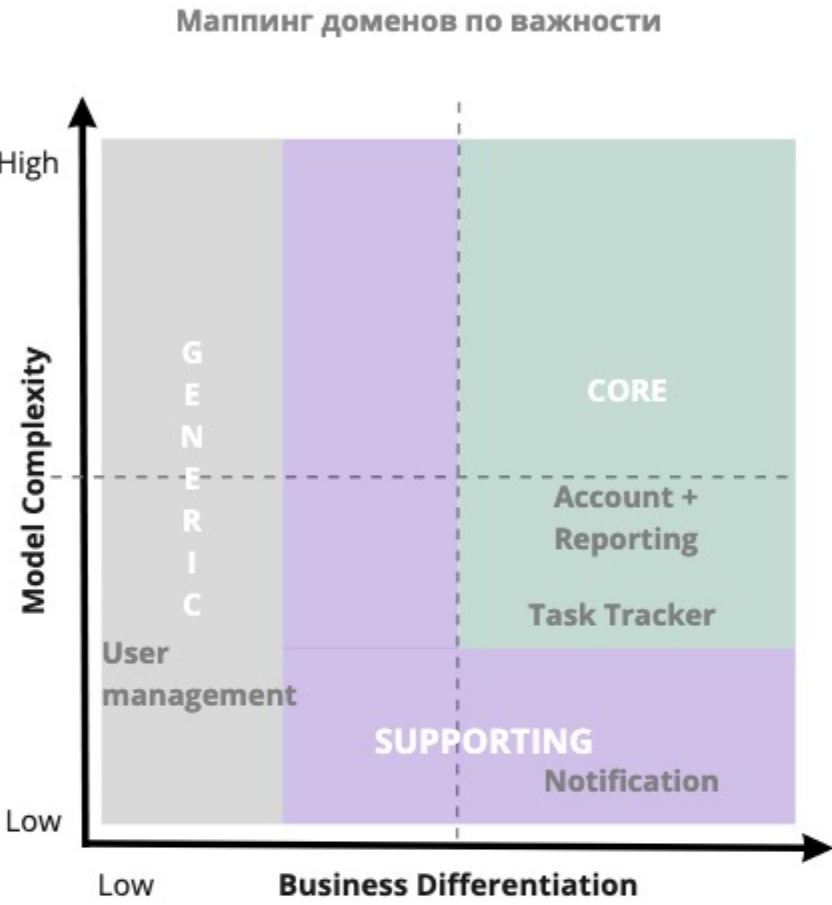 Маппинг доменов по важности
High
GENERIC
CORE
Model Complexity
Account +
Reporting
Task Tracker
User
management
SUPPORTING
Notification
Low
Low
Business Differentiation